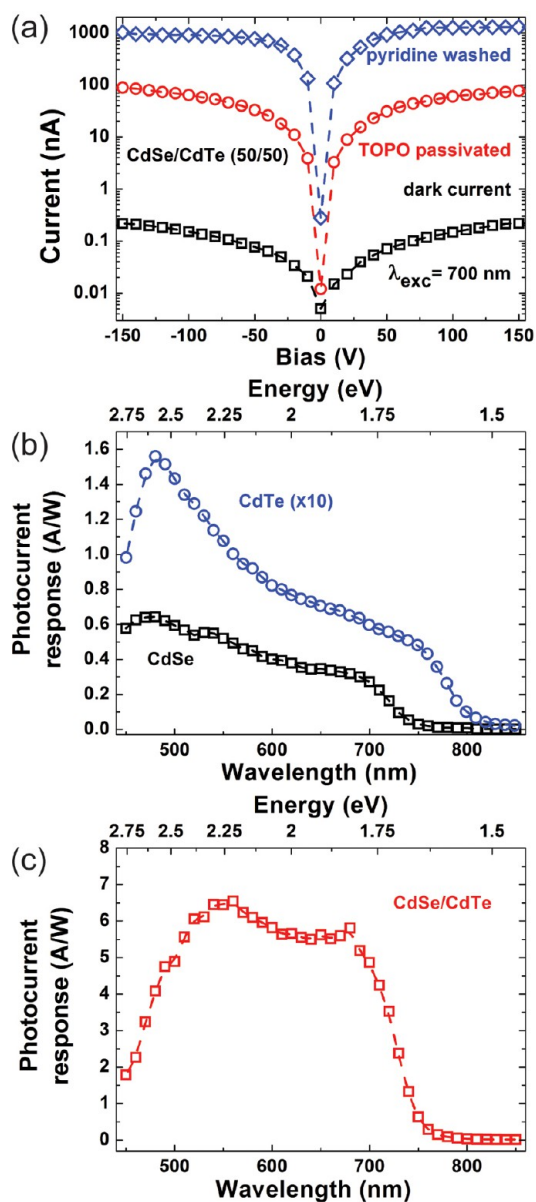 (a)
1000
100
10
1
0.1
0.01
Current (nA)
pyridine washed
CdSe/CdTe (50/50)
TOPO passivated
dark current
λexc= 700 nm
-150 -100 -50 0 50 100 150
Bias (V)
Energy (eV)
2.75 2.5 2.25 2 1.75 1.5
(b)
1.6
1.4
1.2
1.0
0.8
0.6
0.4
0.2
0.0
Photocurrent
response (A/W)
CdTe (x10)
CdSe
500 600 700 800
Wavelength (nm)
Energy (eV)
2.75 2.5 2.25 2 1.75 1.5
(c)
8
7
6
5
4
3
2
1
0
Photocurrent
response (A/W)
CdSe/CdTe
500 600 700 800
Wavelength (nm)